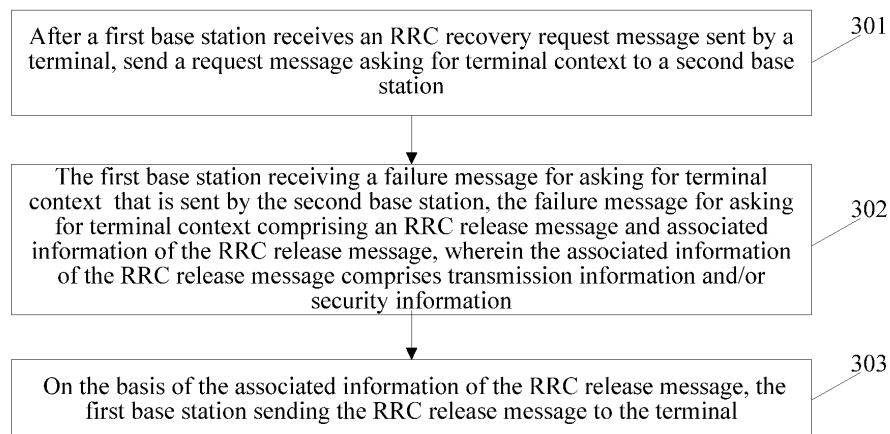 301
After a first base station receives an RRC recovery request message sent by a
terminal, send a request message asking for terminal context to a second base
station
The first base station receiving a failure message for asking for terminal
context that is sent by the second base station, the failure message for asking
for terminal context comprising an RRC release message and associated
information of the RRC release message, wherein the associated information
of the RRC release message comprises transmission information and/or
security information
302
303
On the basis of the associated information of the RRC release message, the
first base station sending the RRC release message to the terminal